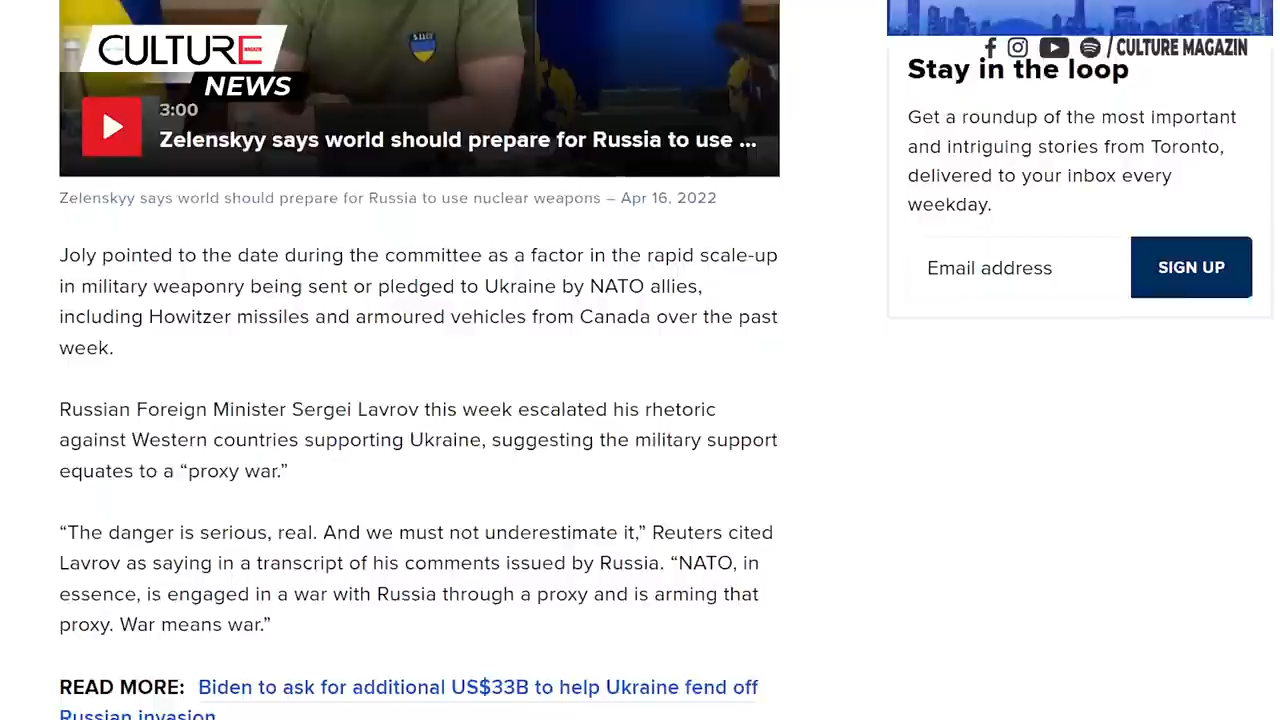 CULTURE
MAGAZIN
NEWS
3:00
Zelenskyy says world should prepare for Russia to use ...
Zelenskyy says world should prepare for Russia to use nuclear weapons – Apr 16, 2022
Joly pointed to the date during the committee as a factor in the rapid scale-up
in military weaponry being sent or pledged to Ukraine by NATO allies,
including Howitzer missiles and armoured vehicles from Canada over the past
week.
Russian Foreign Minister Sergei Lavrov this week escalated his rhetoric
against Western countries supporting Ukraine, suggesting the military support
equates to a “proxy war.”
“The danger is serious, real. And we must not underestimate it,” Reuters cited
Lavrov as saying in a transcript of his comments issued by Russia. “NATO, in
essence, is engaged in a war with Russia through a proxy and is arming that
proxy. War means war.”
READ MORE: Biden to ask for additional US$33B to help Ukraine fend off
Russian invasion
/ CULTURE MAGAZIN
Stay in the loop
Get a roundup of the most important
and intriguing stories from Toronto,
delivered to your inbox every
weekday.
Email address
SIGN UP